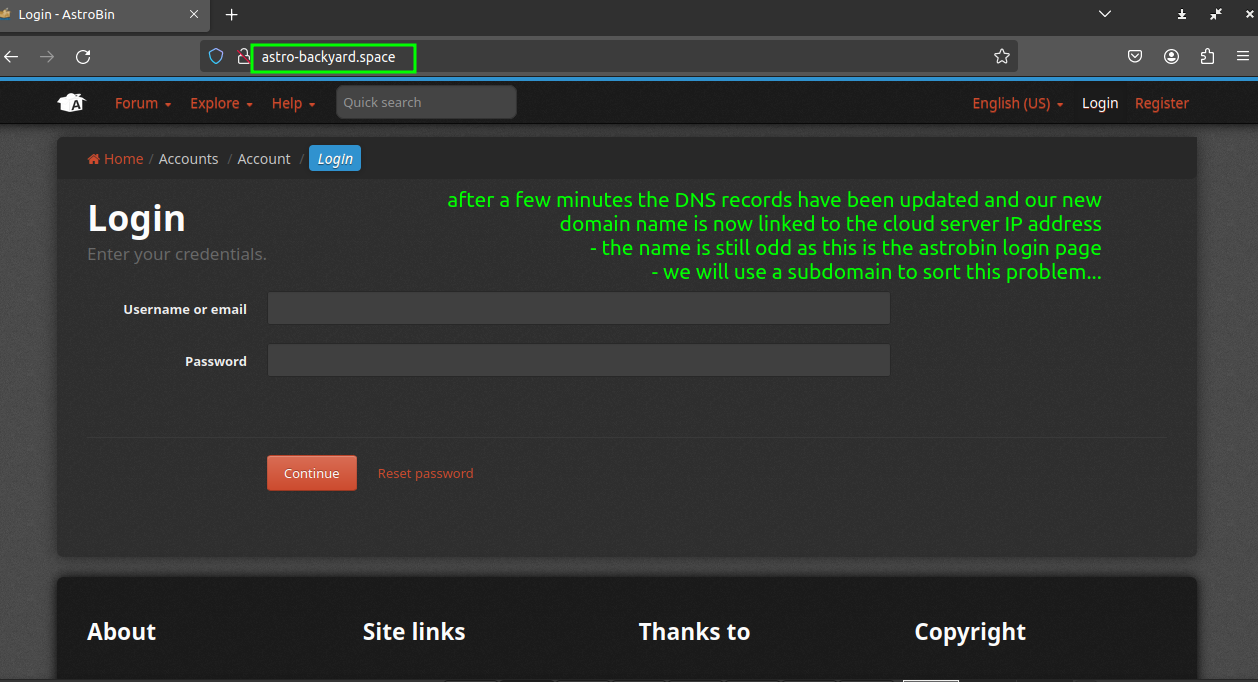 Login - AstroBin
astro-backyard.space
A
Forum
Explore
Help
Quick search
English (US)
Login
Register
Home / Accounts / Account / Login
after a few minutes the DNS records have been updated and our new
domain name is now linked to the cloud server IP address
- the name is still odd as this is the astrobin login page
- we will use a subdomain to sort this problem...
Login
Enter your credentials.
Username or email
Password
Continue
Reset password
About
Site links
Thanks to
Copyright